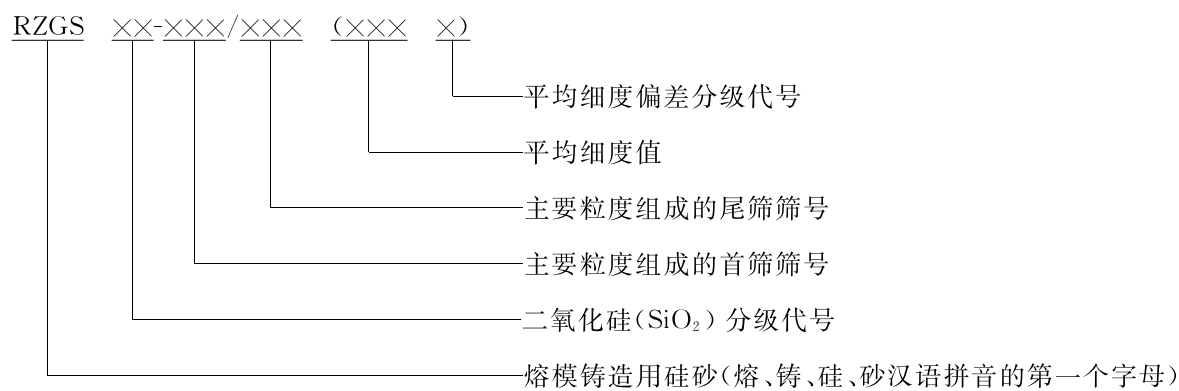 RZGS ××-×××/××× (××× ×)
平均细度偏差分级代号
平均细度值
主要粒度组成的尾筛筛号
主要粒度组成的首筛筛号
二氧化硅(SiO₂)分级代号
熔模铸造用硅砂(熔、铸、硅、砂汉语拼音的第一个字母)